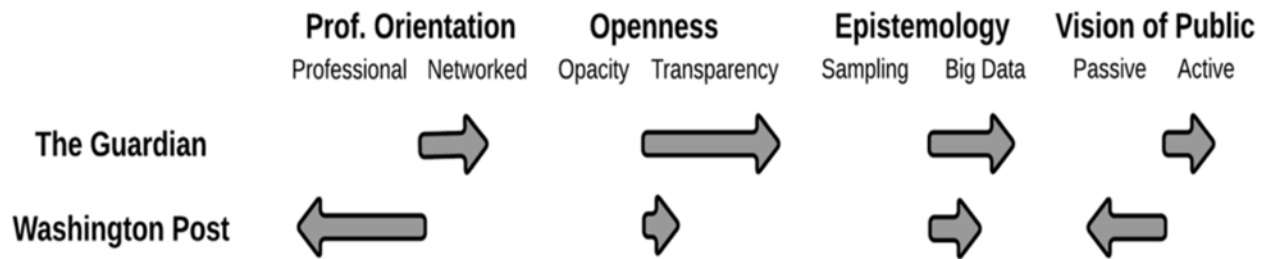 Prof. Orientation Openness Epistemology Vision of Public
Professional Networked Opacity Transparency Sampling Big Data Passive Active
The Guardian
Washington Post